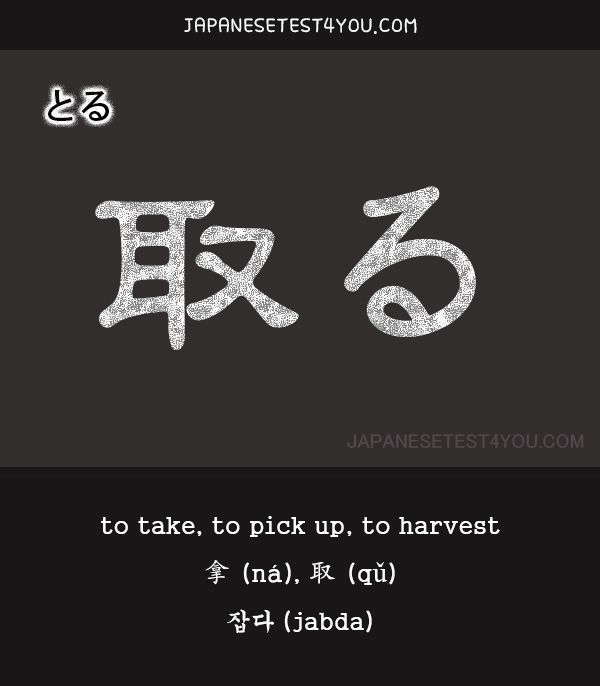 JAPANESETEST4YOU.COM
とる
取る
JAPANESETEST4YOU.COM
to take, to pick up, to harvest
拿 (ná), 取 (qǔ)
잡다 (jabda)